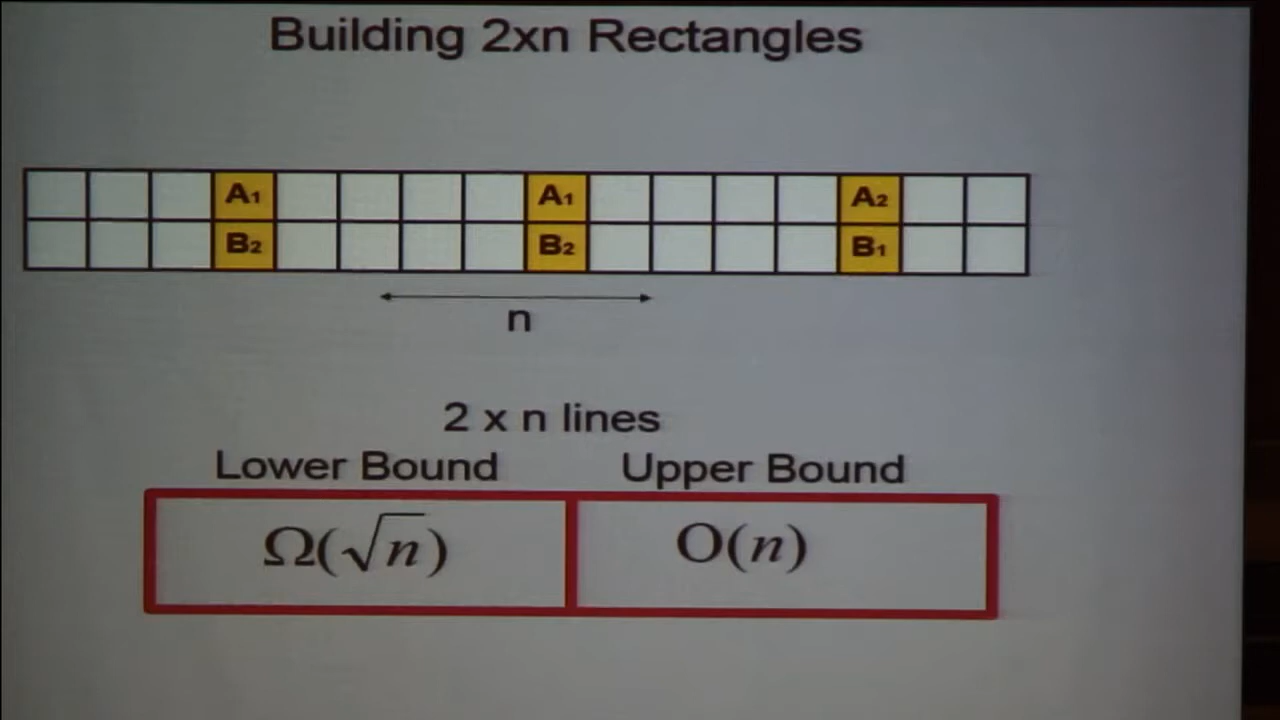 Building 2xn Rectangles
A₁ A₁ A₂
B₂ B₂ B₁
n
2 x n lines
Lower Bound Upper Bound
Ω(√n) O(n)